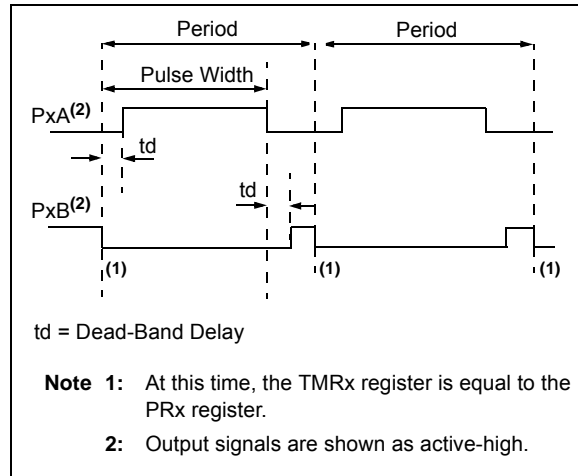 Period Period
Pulse Width
PxA(2)
td
td
PxB(2)
(1) (1) (1)
td = Dead-Band Delay
Note 1: At this time, the TMRx register is equal to the
PRx register.
2: Output signals are shown as active-high.